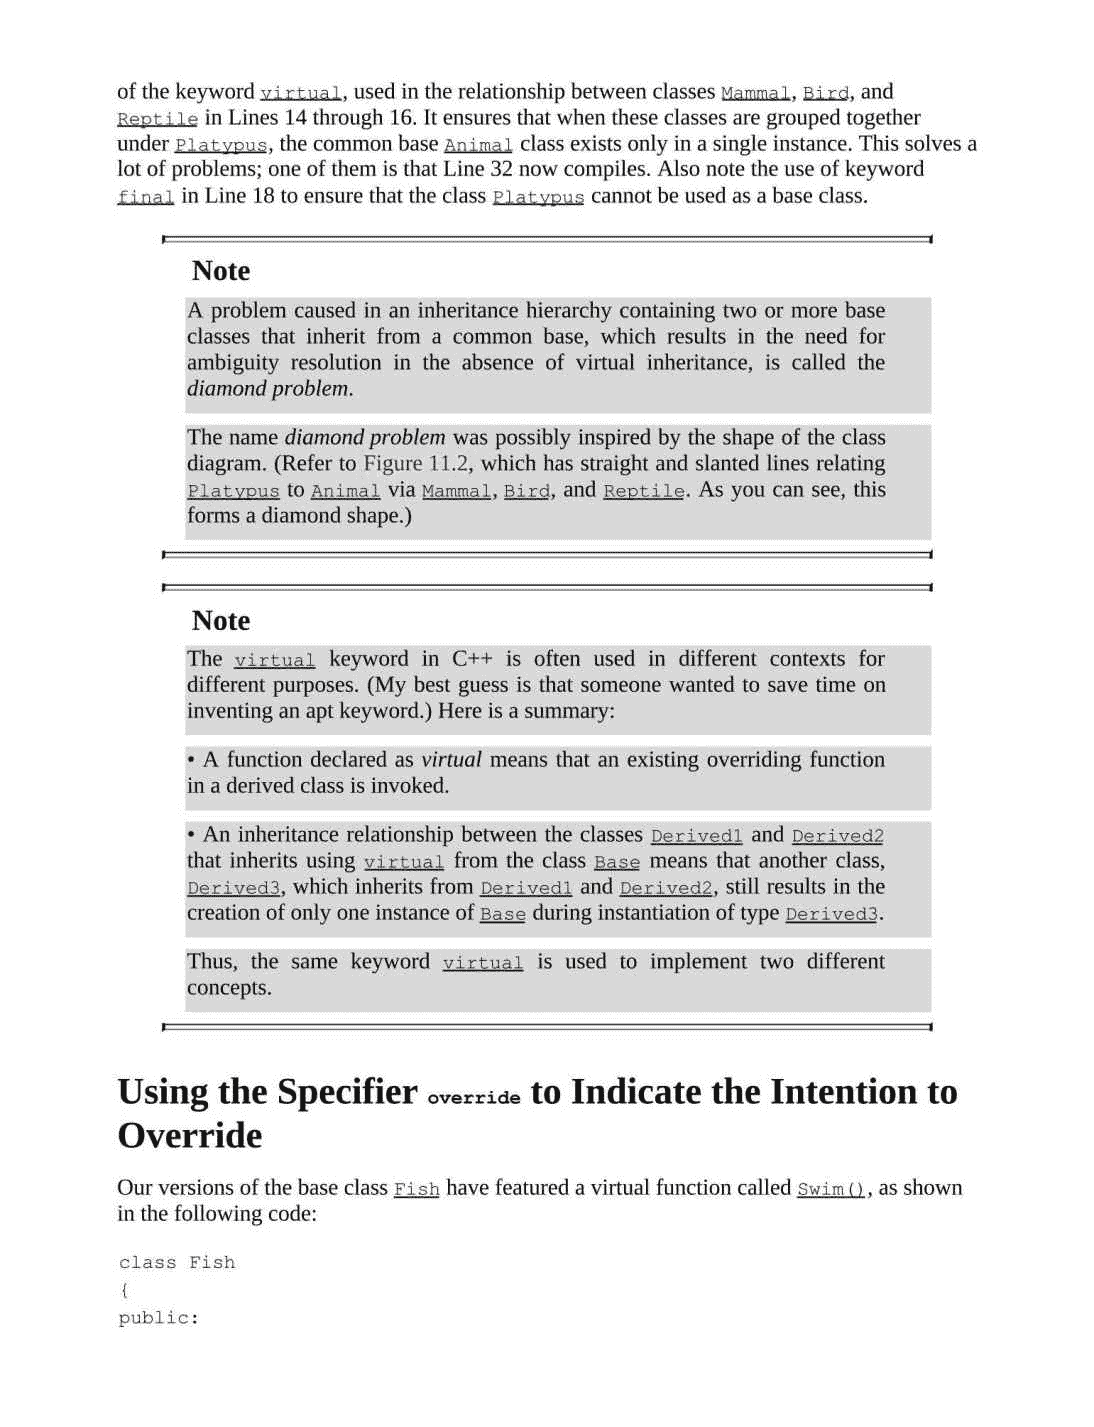 of the keyword virtual, used in the relationship between classes Mammal, Bird, and
Reptile in Lines 14 through 16. It ensures that when these classes are grouped together
under Platypus, the common base Animal class exists only in a single instance. This solves a
lot of problems; one of them is that Line 32 now compiles. Also note the use of keyword
final in Line 18 to ensure that the class Platypus cannot be used as a base class.
Note
A problem caused in an inheritance hierarchy containing two or more base
classes that inherit from a common base, which results in the need for
ambiguity resolution in the absence of virtual inheritance, is called the
diamond problem.
The name diamond problem was possibly inspired by the shape of the class
diagram. (Refer to Figure 11.2, which has straight and slanted lines relating
Platypus to Animal via Mammal, Bird, and Reptile. As you can see, this
forms a diamond shape.)
Note
The virtual keyword in C++ is often used in different contexts for
different purposes. (My best guess is that someone wanted to save time on
inventing an apt keyword.) Here is a summary:
• A function declared as virtual means that an existing overriding function
in a derived class is invoked.
• An inheritance relationship between the classes Derived1 and Derived2
that inherits using virtual from the class Base means that another class,
Derived3, which inherits from Derived1 and Derived2, still results in the
creation of only one instance of Base during instantiation of type Derived3.
Thus, the same keyword virtual is used to implement two different
concepts.
Using the Specifier override to Indicate the Intention to
Override
Our versions of the base class Fish have featured a virtual function called Swim(), as shown
in the following code:
class Fish
{
public: